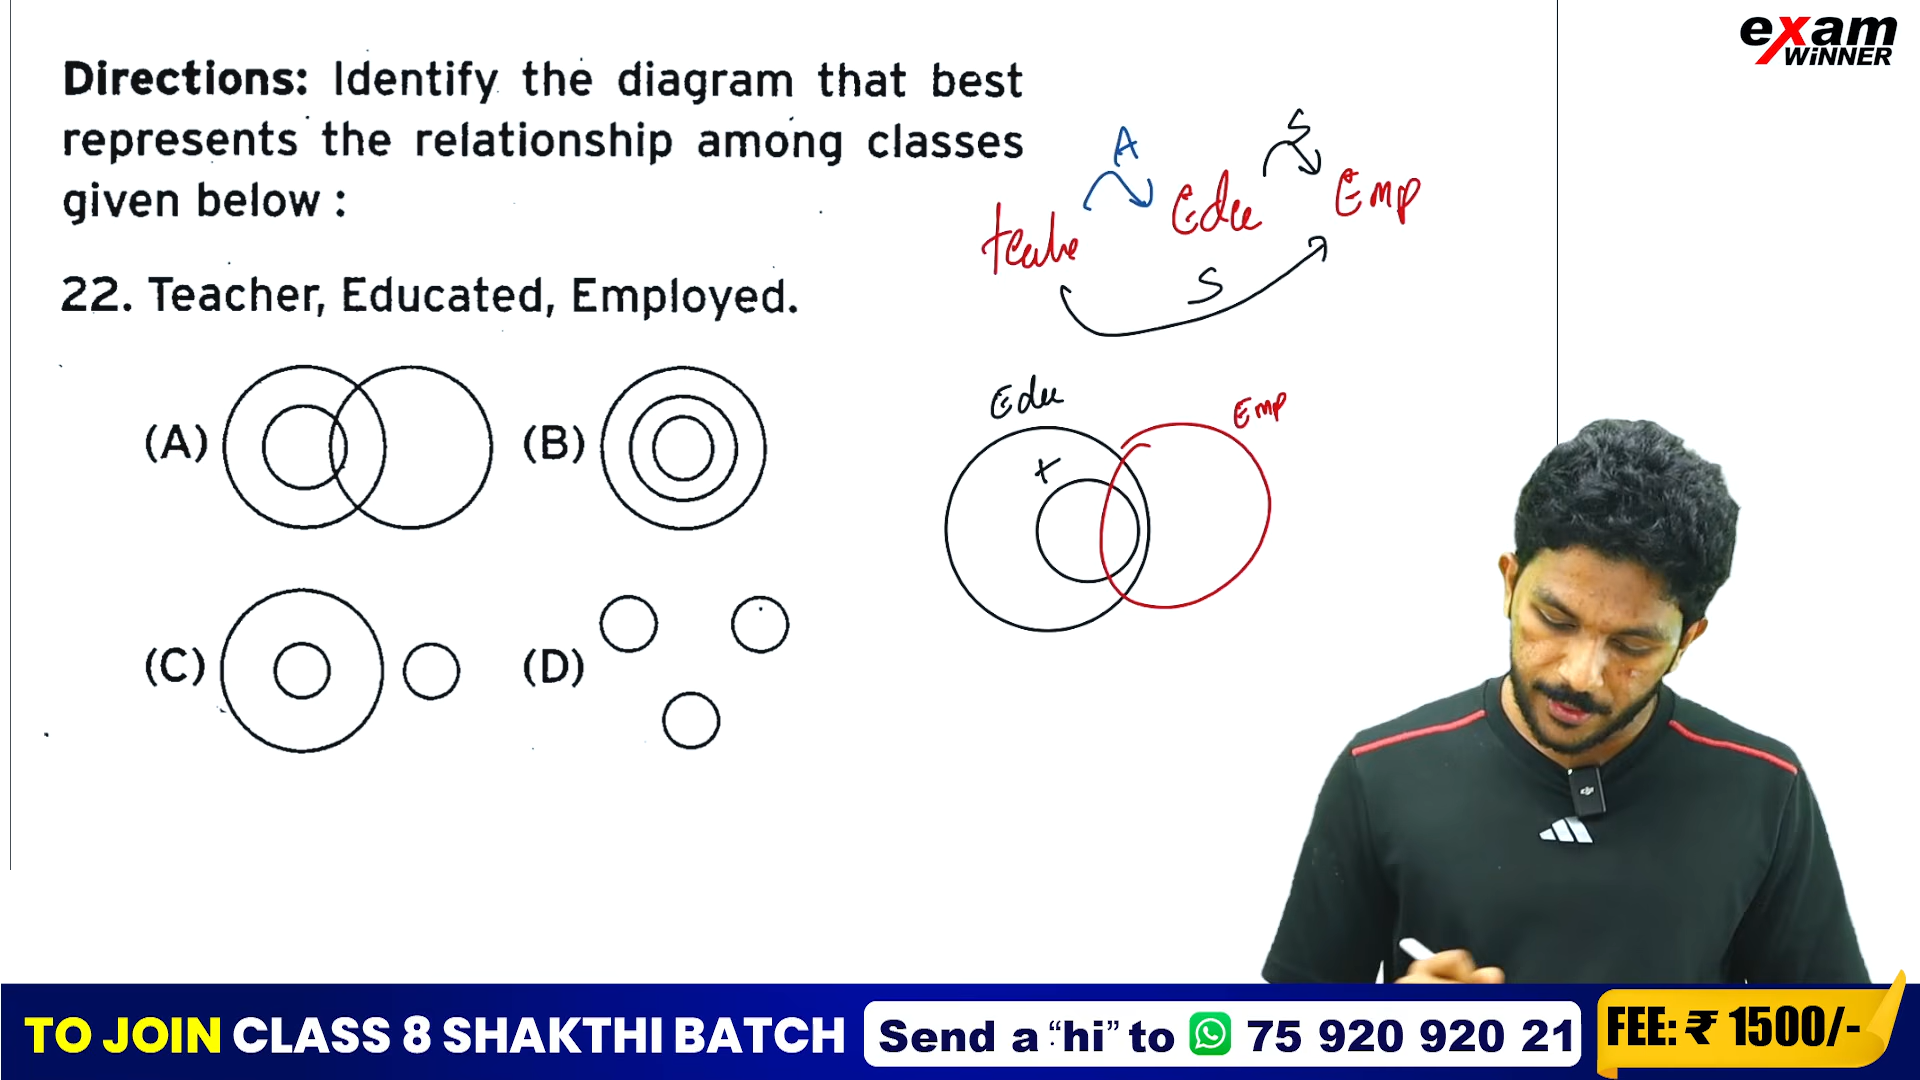 exam
WiNNER
Directions: Identify the diagram that best
represents the relationship among classes
given below :
22. Teacher, Educated, Employed.
(A)
(B)
(C)
(D)
A
S
Edu
Emp
S
Edu
Emp
t
TO JOIN CLASS 8 SHAKTHI BATCH
Send a “hi” to 75 920 920 21
FEE: ₹ 1500/-